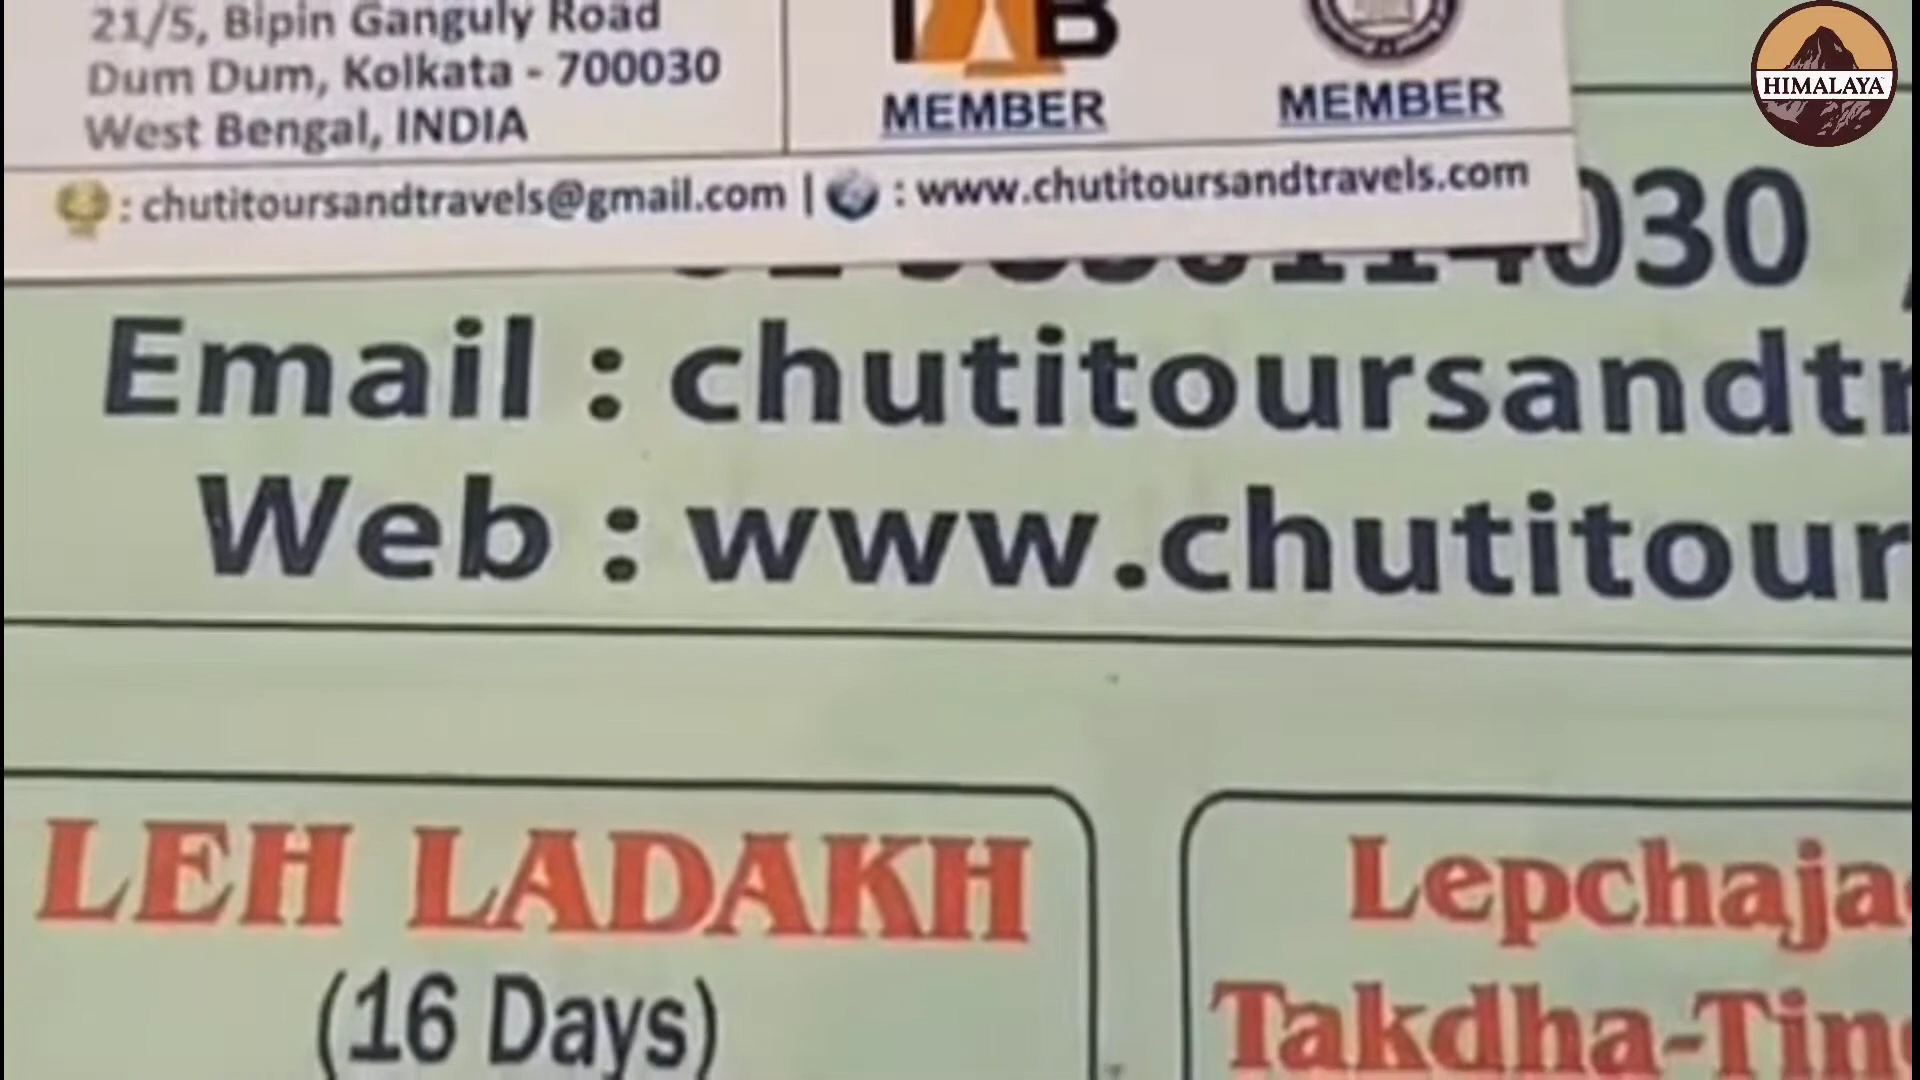 21/5, Bipin Ganguly Road
Dum Dum, Kolkata - 700030
West Bengal, INDIA
MEMBER
MEMBER
: chutitoursandtravels@gmail.com | : www.chutitoursandtravels.com
HIMALAYA
030
Email : chutitoursandtr
Web : www.chutitour
LEH LADAKH
(16 Days)
Lepchaja
Takdha-Tin